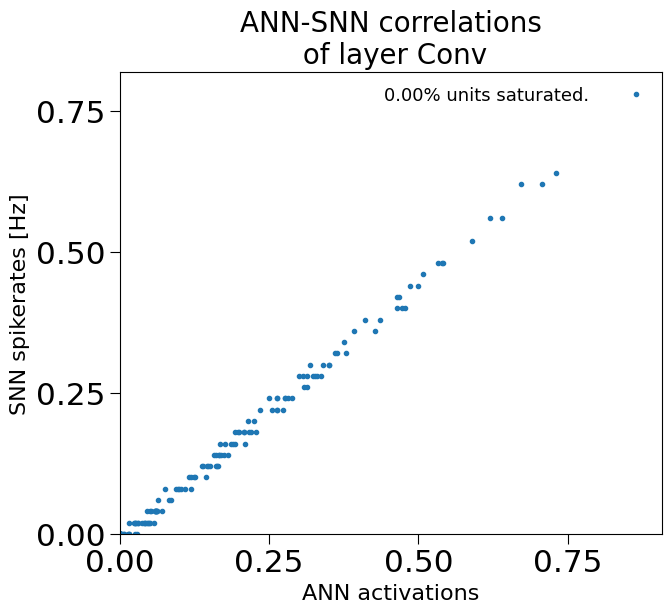 ANN-SNN correlations
of layer Conv
0.00% units saturated.
0.75
0.50
0.25
0.00
SNN spikerates [Hz]
0.00 0.25 0.50 0.75
ANN activations